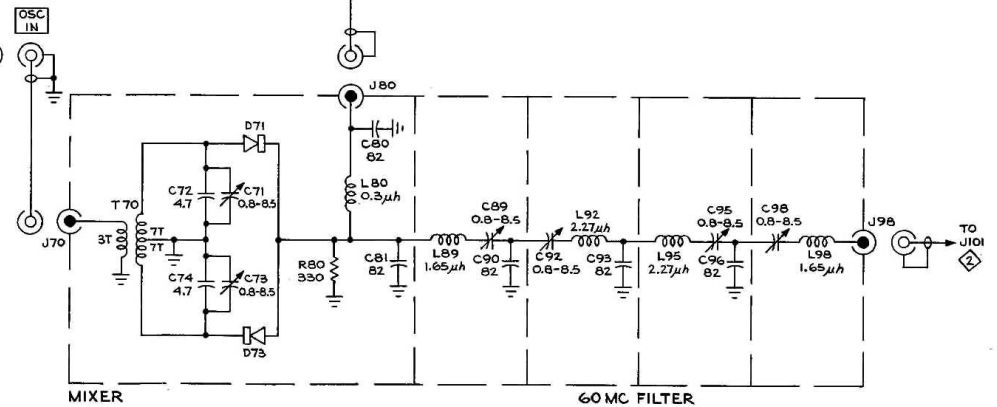 OSC
IN
J80
D71
C80
82
T70
C72
4.7
C71
0.8-8.5
L80
0.3µh
3T
7T
7T
J70
C74
4.7
C73
0.8-8.5
D73
R80
330
C81
82
L89
1.65µh
C89
0.8-8.5
C90
82
C92
0.8-8.5
L92
2.27µh
C93
82
L95
2.27µh
C95
0.8-8.5
C96
82
C98
0.8-8.5
L98
1.65µh
J98
TO
J101
2
MIXER
60MC FILTER